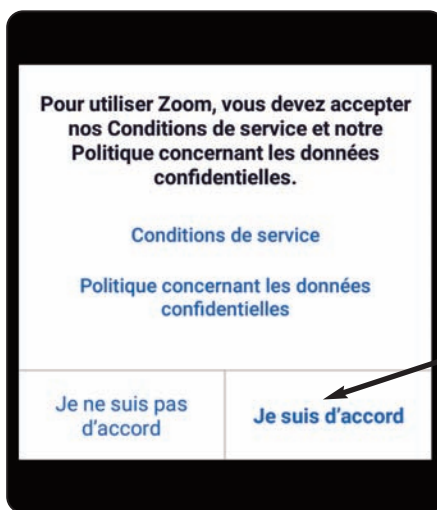 Pour utiliser Zoom, vous devez accepter
nos Conditions de service et notre
Politique concernant les données
confidentielles.
Conditions de service
Politique concernant les données
confidentielles
Je ne suis pas
d'accord
Je suis d'accord